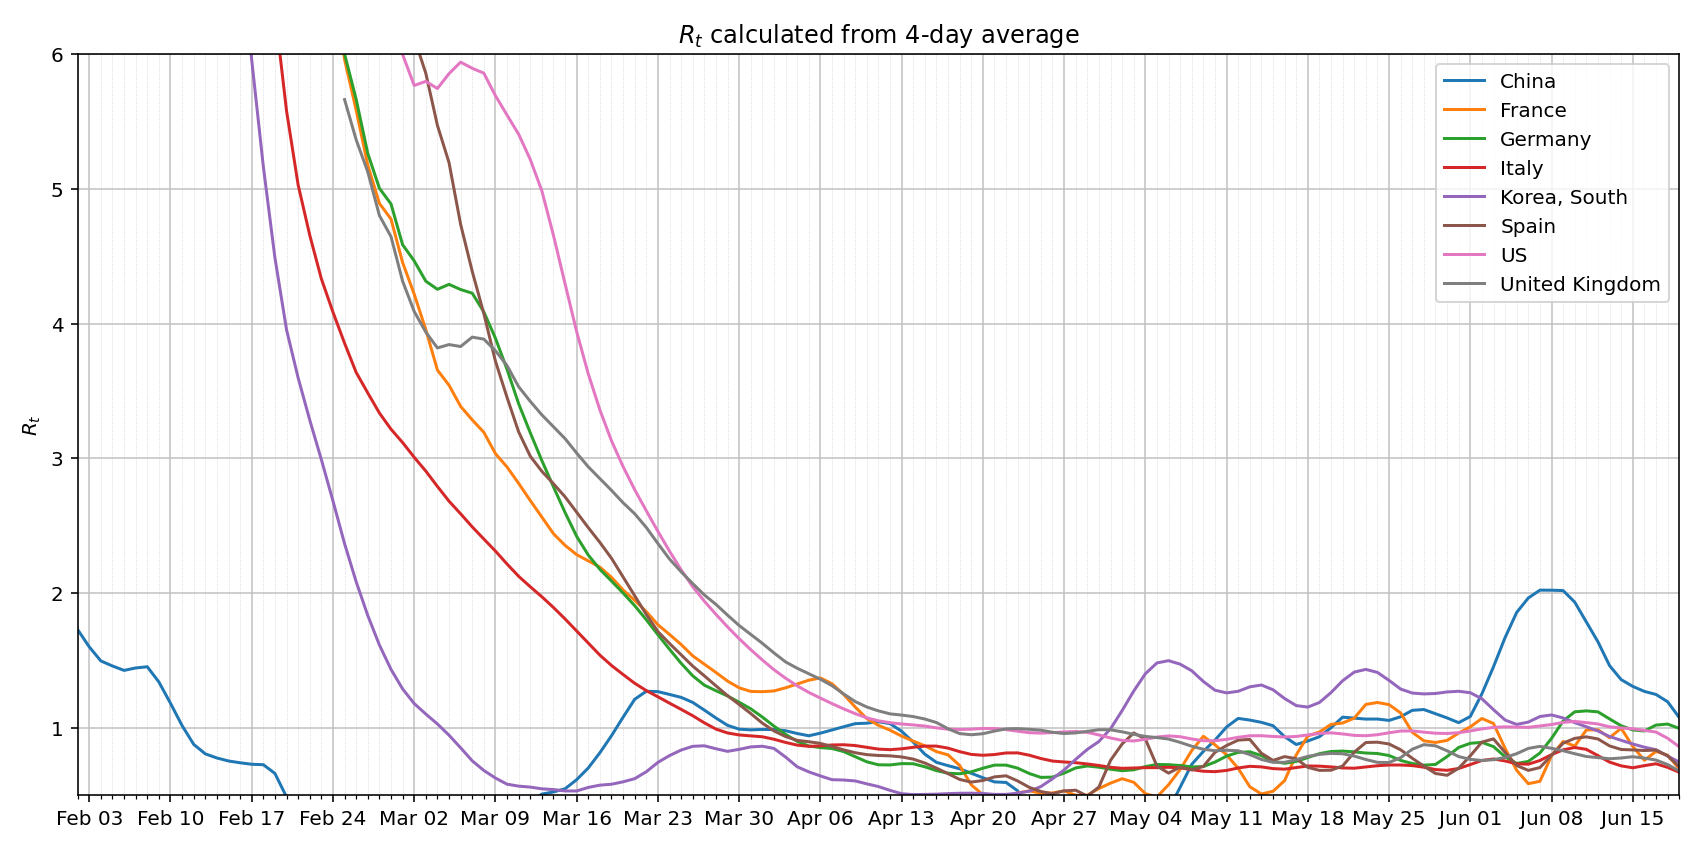 R_t calculated from 4-day average
6
5
4
3
2
1
R_t
China
France
Germany
Italy
Korea, South
Spain
US
United Kingdom
Feb 03 Feb 10 Feb 17 Feb 24 Mar 02 Mar 09 Mar 16 Mar 23 Mar 30 Apr 06 Apr 13 Apr 20 Apr 27 May 04 May 11 May 18 May 25 Jun 01 Jun 08 Jun 15